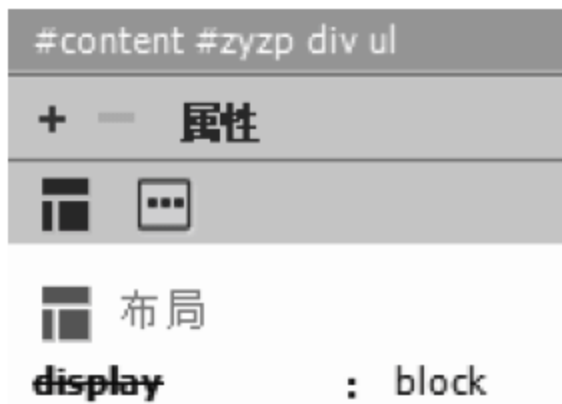 #content #zyzp div ul
+ − 属性
布局
display : block